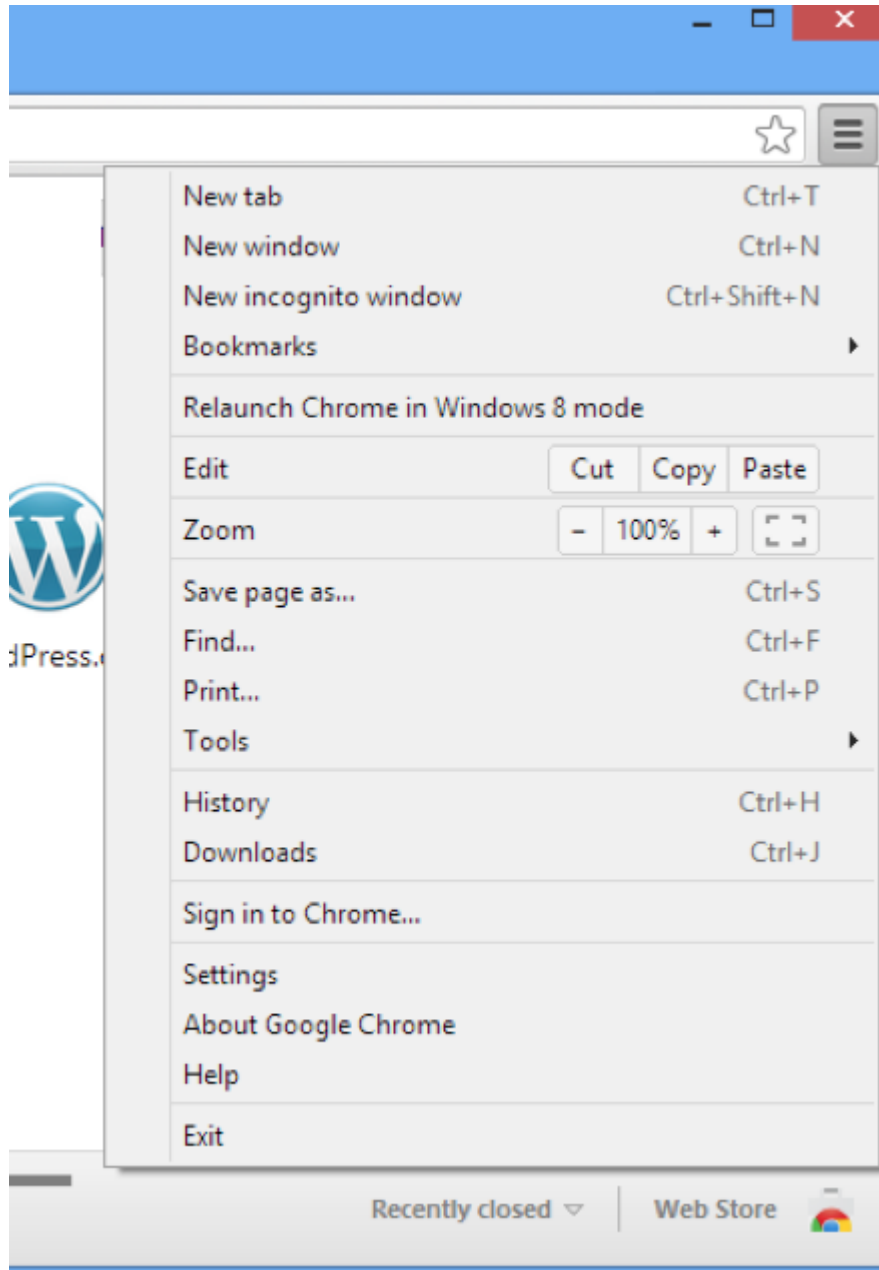 New tab Ctrl+T
New window Ctrl+N
New incognito window Ctrl+Shift+N
Bookmarks
Relaunch Chrome in Windows 8 mode
Edit Cut Copy Paste
Zoom - 100% +
Save page as... Ctrl+S
Find... Ctrl+F
dPress.
Print... Ctrl+P
Tools
History Ctrl+H
Downloads Ctrl+J
Sign in to Chrome...
Settings
About Google Chrome
Help
Exit
Recently closed Web Store